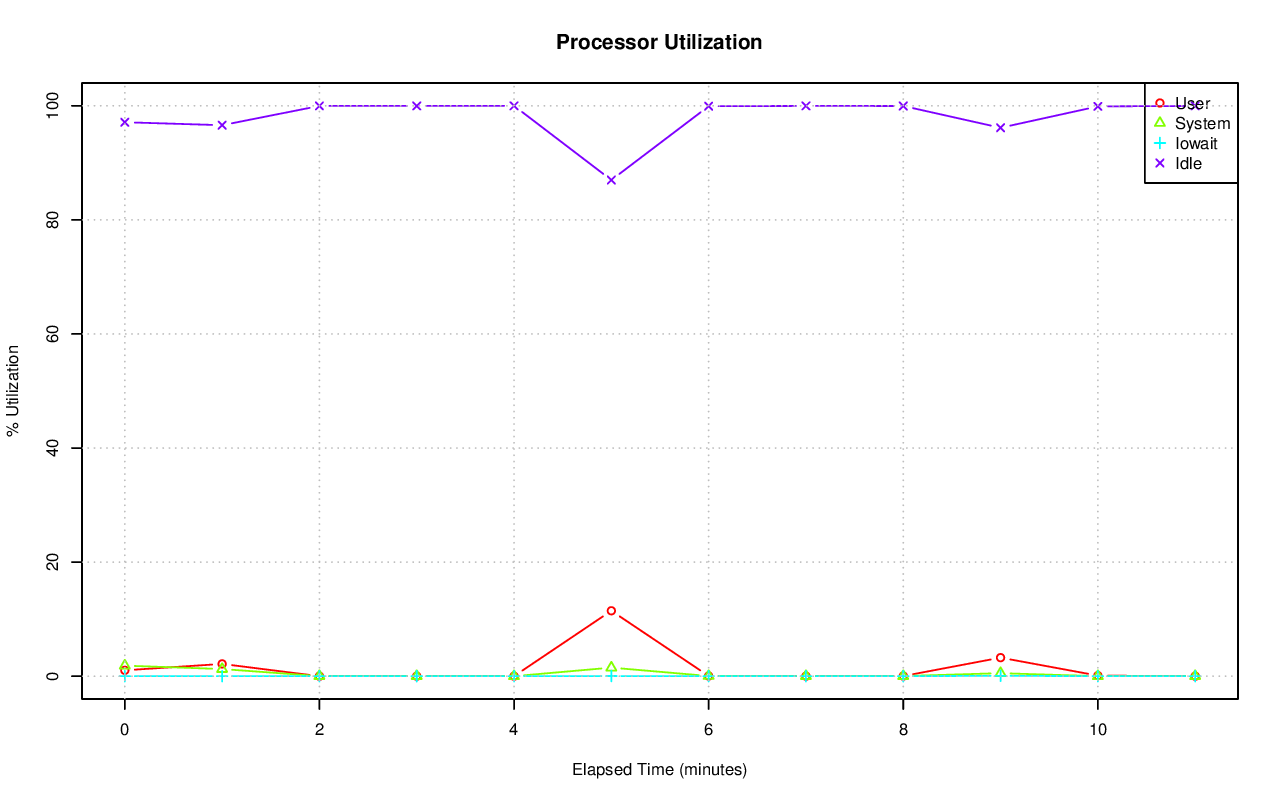 Processor Utilization
% Utilization
100
80
60
40
20
0
User
System
Iowait
Idle
0 2 4 6 8 10
Elapsed Time (minutes)